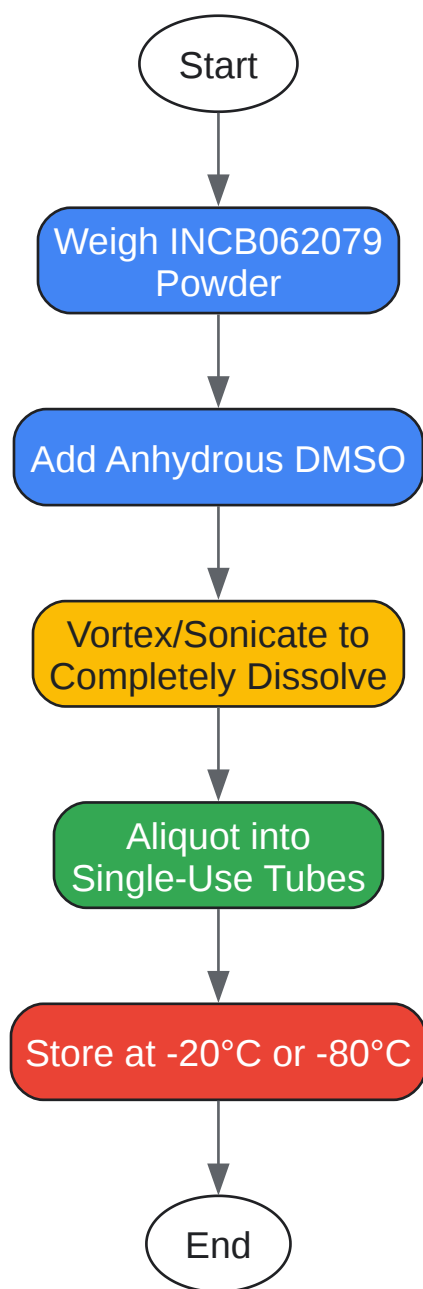 Start
Weigh INCB062079
Powder
Add Anhydrous DMSO
Vortex/Sonicate to
Completely Dissolve
Aliquot into
Single-Use Tubes
Store at -20°C or -80°C
End